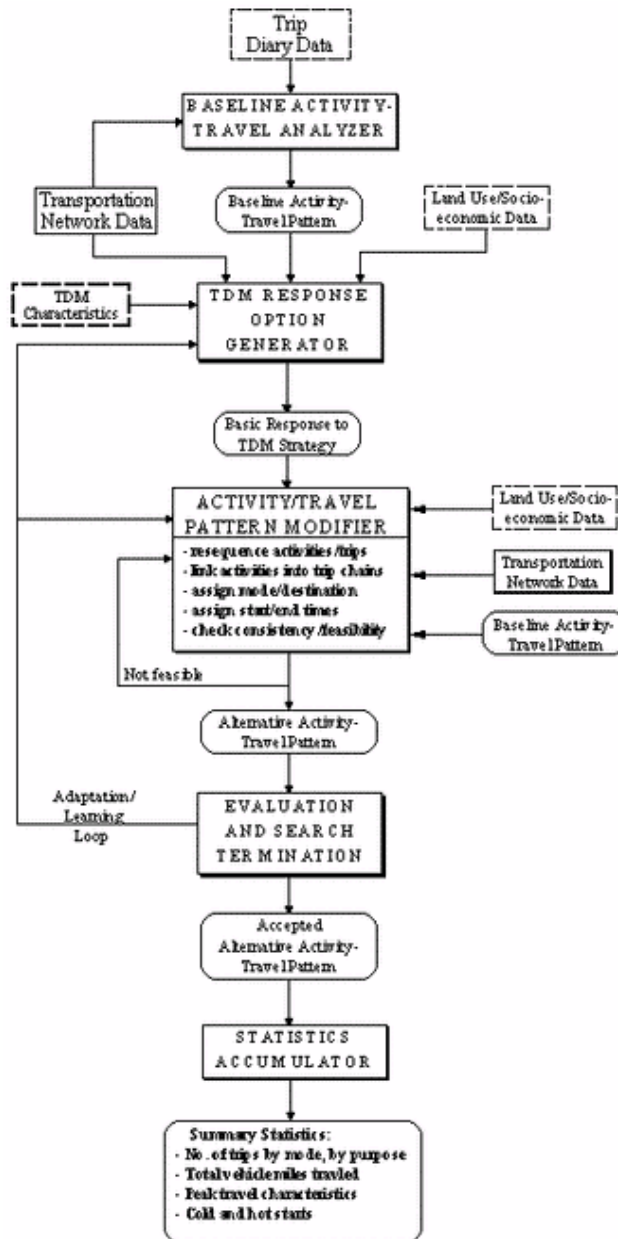 Trip
Diary Data
BASELINE ACTIVITY-
TRAVEL ANALYZER
Transportation
Network Data
Baseline Activity-
Travel Pattern
Land Use/Socio-
economic Data
TDM
Characteristics
TDM RESPONSE
OPTION
GENERATOR
Basic Response to
TDM Strategy
ACTIVITY/TRAVEL
PATTERN MODIFIER
- resequence activities/trips
- link activities into trip chains
- assign mode/destination
- assign start/end times
- check consistency/feasibility
Land Use/Socio-
economic Data
Transportation
Network Data
Baseline Activity-
Travel Pattern
Not feasible
Alternative Activity-
Travel Pattern
Adaptation/
Learning
Loop
EVALUATION
AND SEARCH
TERMINATION
Accepted
Alternative Activity-
Travel Pattern
STATISTICS
ACCUMULATOR
Summary Statistics:
- No. of trips by mode, by purpose
- Total vehicle miles travled
- Peak travel characteristics
- Cold and hot starts